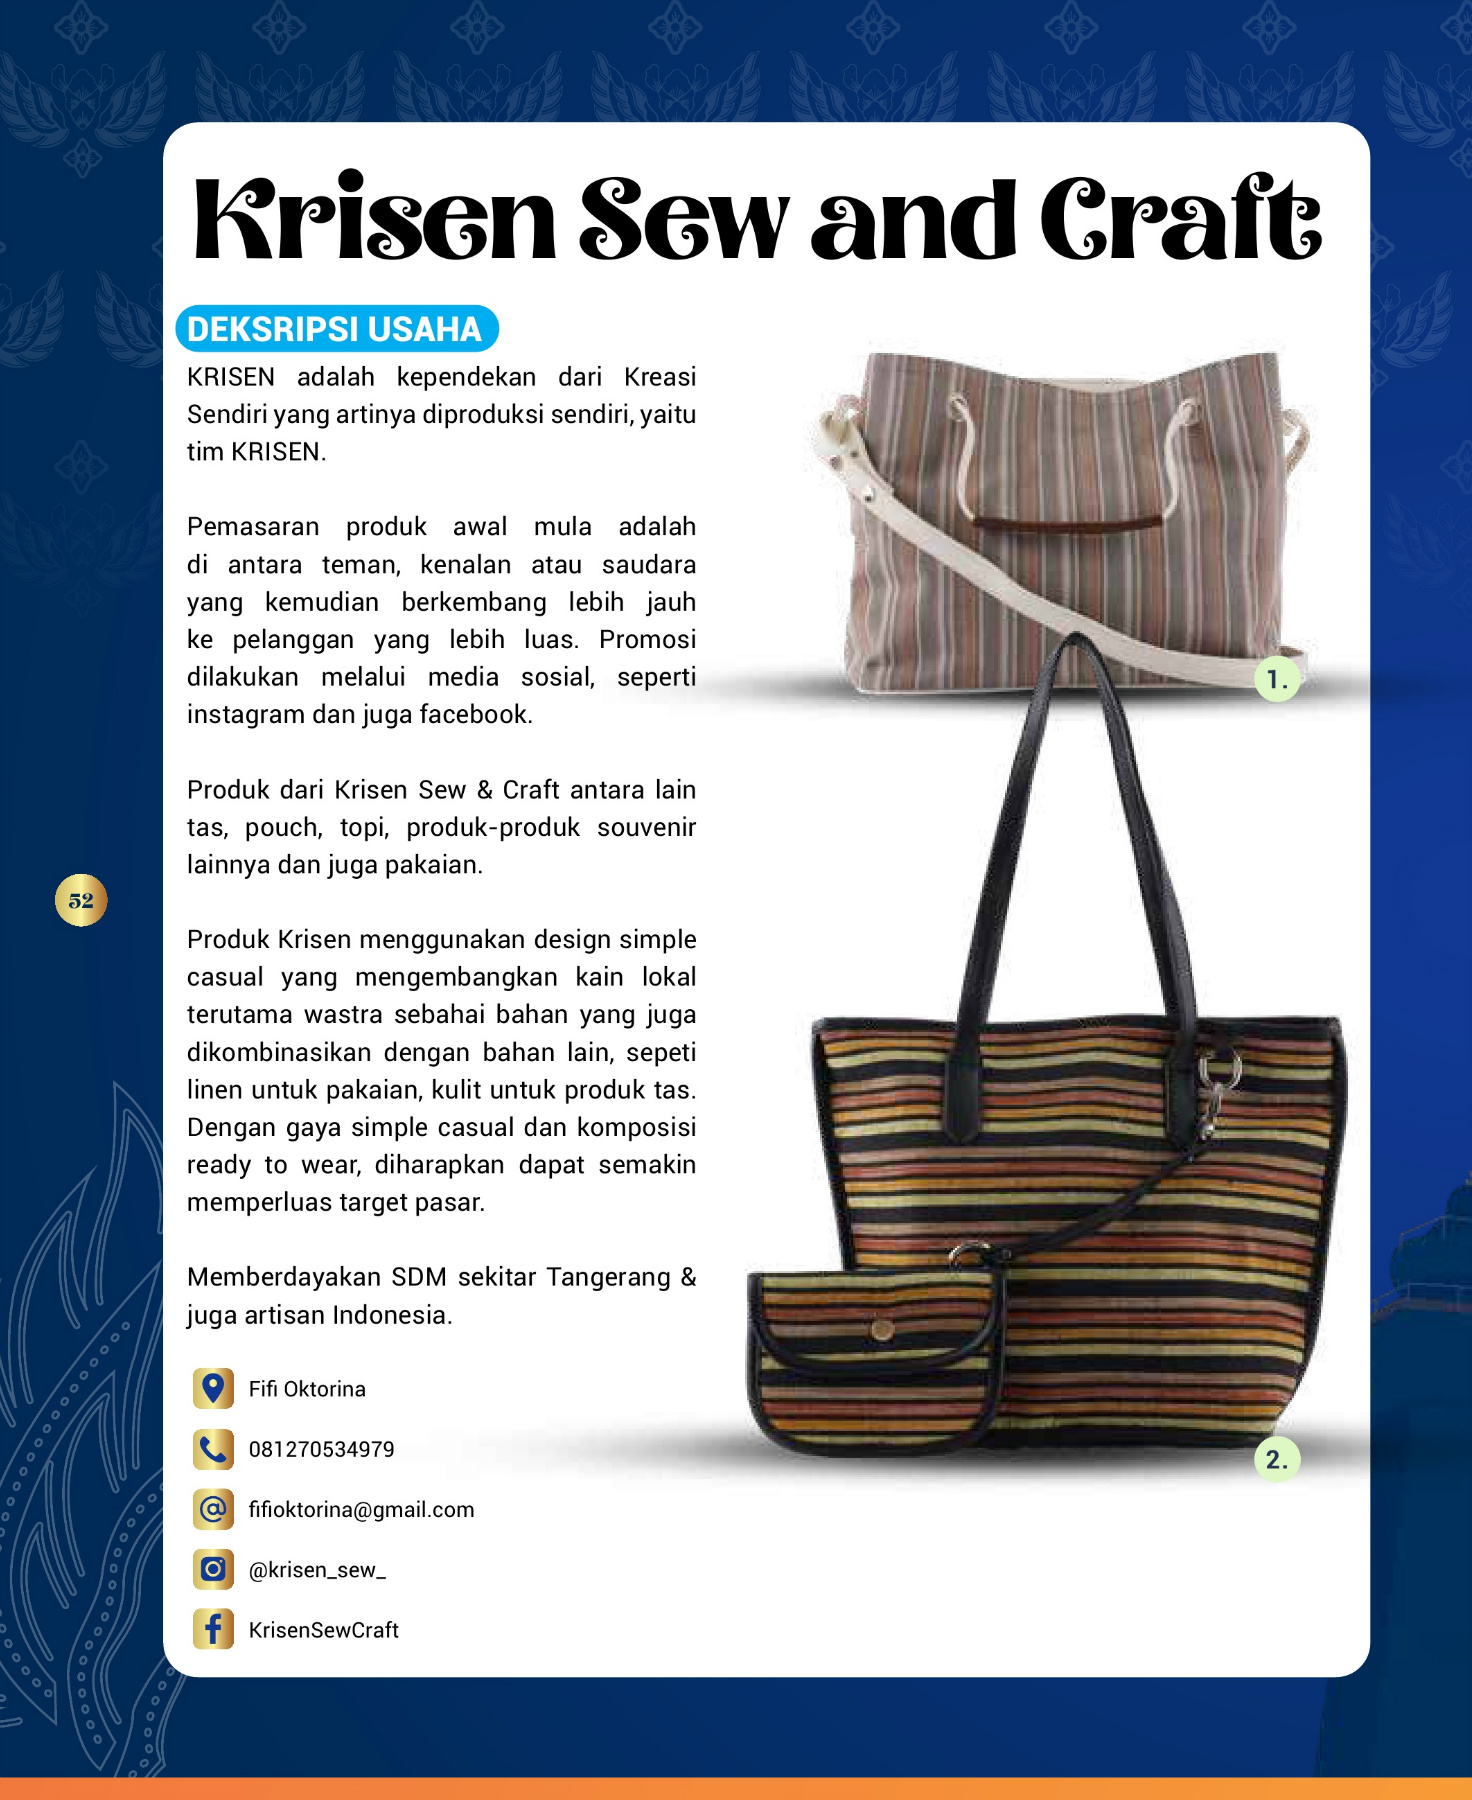 Krisen Sew and Craft
DEKSRIPSI USAHA
KRISEN adalah kependekan dari Kreasi
Sendiri yang artinya diproduksi sendiri, yaitu
tim KRISEN.
Pemasaran produk awal mula adalah
di antara teman, kenalan atau saudara
yang kemudian berkembang lebih jauh
ke pelanggan yang lebih luas. Promosi
dilakukan melalui media sosial, seperti
instagram dan juga facebook.
Produk dari Krisen Sew & Craft antara lain
tas, pouch, topi, produk-produk souvenir
lainnya dan juga pakaian.
Produk Krisen menggunakan design simple
casual yang mengembangkan kain lokal
terutama wastra sebahai bahan yang juga
dikombinasikan dengan bahan lain, sepeti
linen untuk pakaian, kulit untuk produk tas.
Dengan gaya simple casual dan komposisi
ready to wear, diharapkan dapat semakin
memperluas target pasar.
Memberdayakan SDM sekitar Tangerang &
juga artisan Indonesia.
Fifi Oktorina
081270534979
fifioktorina@gmail.com
@krisen_sew_
KrisenSewCraft
1.
2.
52